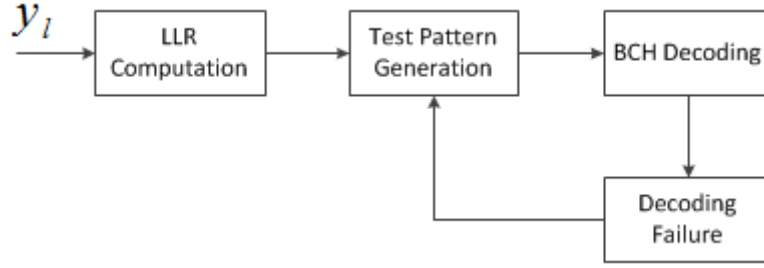 y_l
LLR
Computation
Test Pattern
Generation
BCH Decoding
Decoding
Failure